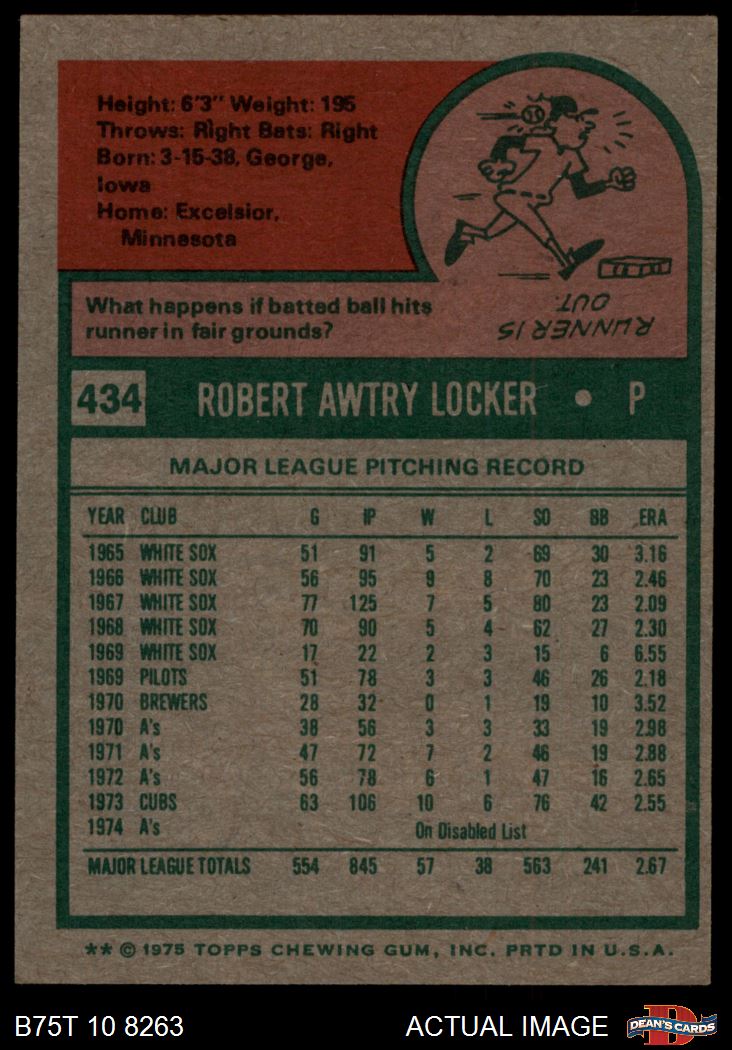 Height: 6'3" Weight: 195
Throws: Right Bats: Right
Born: 3-15-38, George,
Iowa
Home: Excelsior,
Minnesota
What happens if batted ball hits
runner in fair grounds?
RUNNER IS
OUT.
434 ROBERT AWTRY LOCKER • P
MAJOR LEAGUE PITCHING RECORD
YEAR CLUB G IP W L SO BB ERA
1965 WHITE SOX 51 91 5 2 69 30 3.16
1966 WHITE SOX 56 95 9 8 70 23 2.46
1967 WHITE SOX 77 125 7 5 80 23 2.09
1968 WHITE SOX 70 90 5 4 62 27 2.30
1969 WHITE SOX 17 22 2 3 15 6 6.55
1969 PILOTS 51 78 3 3 46 26 2.18
1970 BREWERS 28 32 0 1 19 10 3.52
1970 A's 38 56 3 3 33 19 2.98
1971 A's 47 72 7 2 46 19 2.88
1972 A's 56 78 6 1 47 16 2.65
1973 CUBS 63 106 10 6 76 42 2.55
1974 A's On Disabled List
MAJOR LEAGUE TOTALS 554 845 57 38 563 241 2.67
** © 1975 TOPPS CHEWING GUM, INC. PRTD IN U.S.A.
B75T 10 8263 ACTUAL IMAGE DEAN'S CARDS